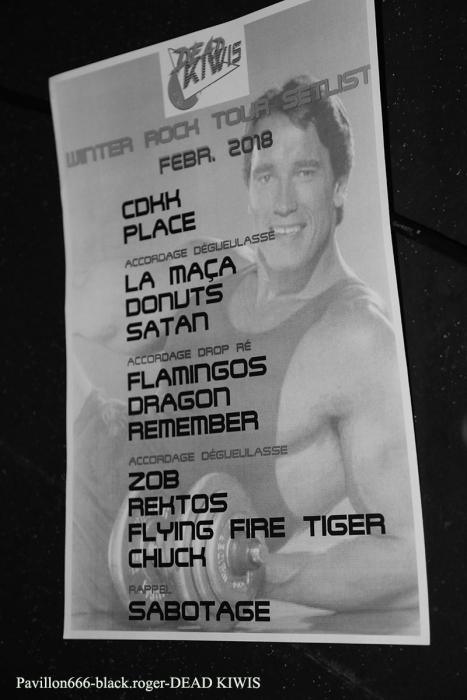 DEAD
KIWIS
WINTER ROCK TOUR SETLIST
FEBR. 2018
CDKK
PLACE
ACCORDAGE DÉGUEULASSE
LA MAÇA
DONUTS
SATAN
ACCORDAGE DROP RÉ
FLAMINGOS
DRAGON
REMEMBER
ACCORDAGE DÉGUEULASSE
ZOB
REKTOS
FLYING FIRE TIGER
CHUCK
RAPPEL
SABOTAGE
Pavillon666-black.roger-DEAD KIWIS